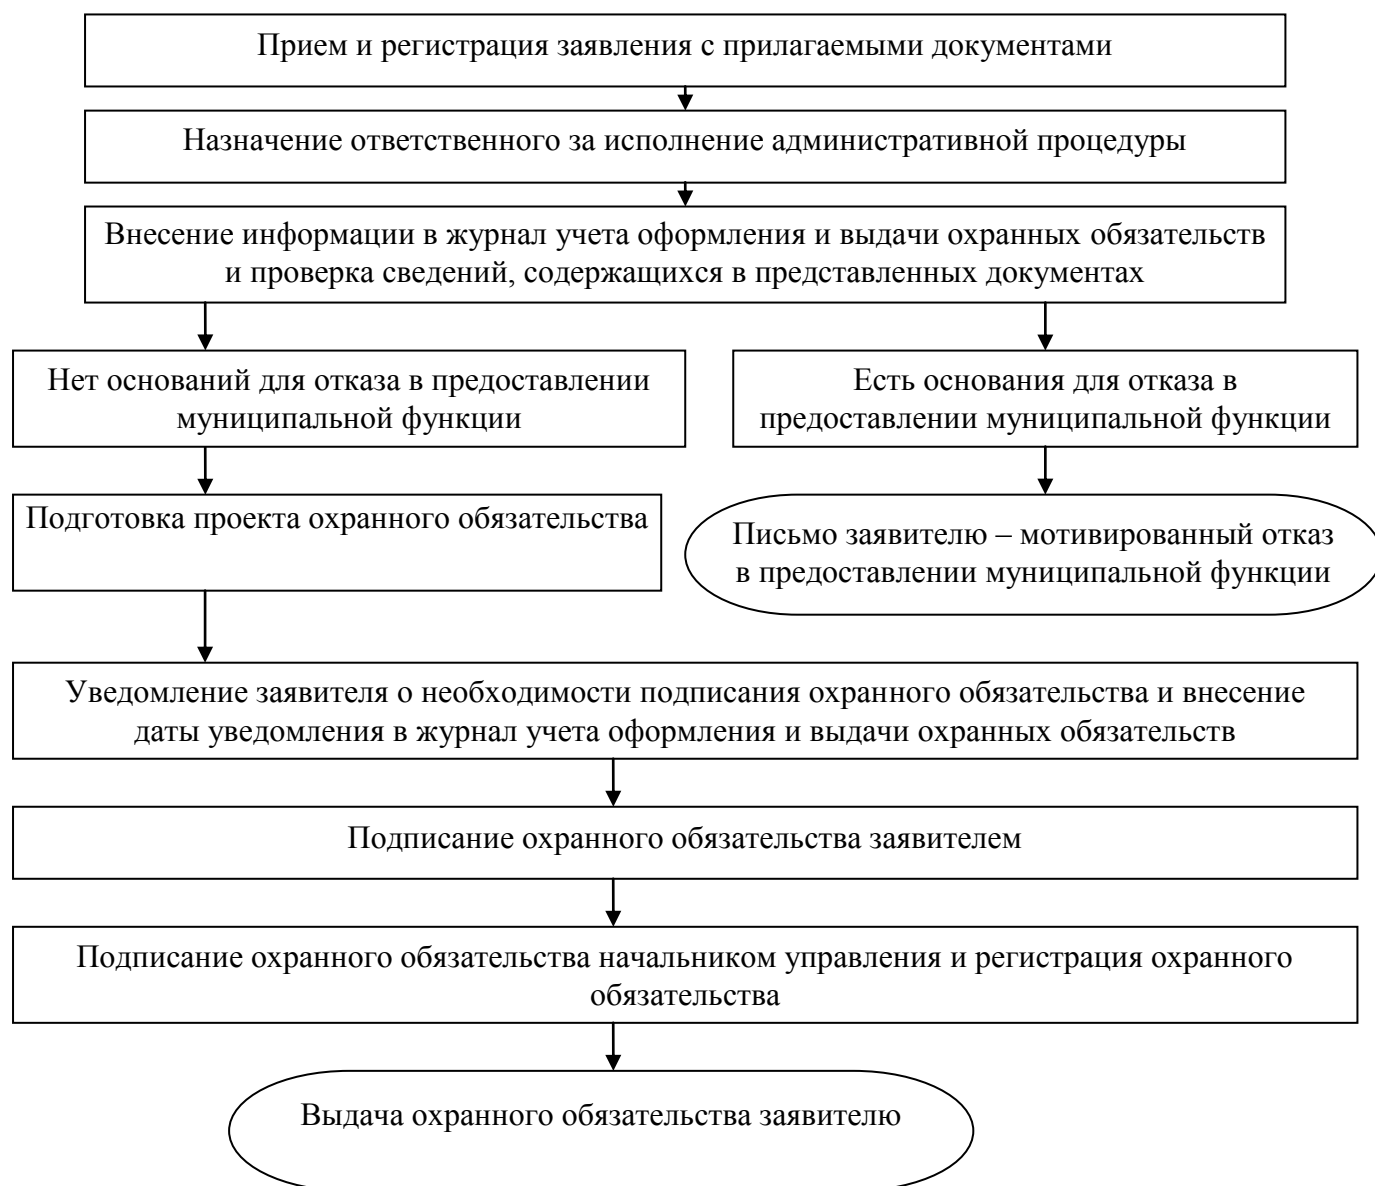 Прием и регистрация заявления с прилагаемыми документами
Назначение ответственного за исполнение административной процедуры
Внесение информации в журнал учета оформления и выдачи охранных обязательств
и проверка сведений, содержащихся в представленных документах
Нет оснований для отказа в предоставлении
муниципальной функции
Есть основания для отказа в
предоставлении муниципальной функции
Подготовка проекта охранного обязательства
Письмо заявителю – мотивированный отказ
в предоставлении муниципальной функции
Уведомление заявителя о необходимости подписания охранного обязательства и внесение
даты уведомления в журнал учета оформления и выдачи охранных обязательств
Подписание охранного обязательства заявителем
Подписание охранного обязательства начальником управления и регистрация охранного
обязательства
Выдача охранного обязательства заявителю